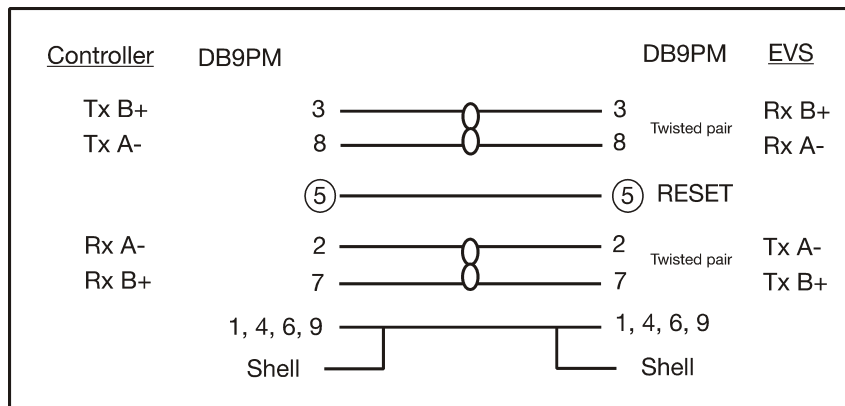 Controller DB9PM DB9PM EVS
Tx B+ 3 3 Rx B+
Twisted pair
Tx A- 8 8 Rx A-
5 5 RESET
Rx A- 2 2 Tx A-
Twisted pair
Rx B+ 7 7 Tx B+
1, 4, 6, 9 1, 4, 6, 9
Shell Shell